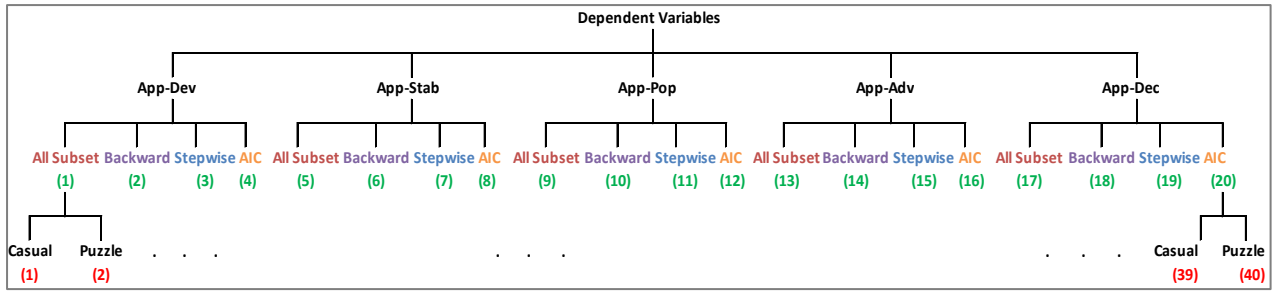 Dependent Variables
App-Dev App-Stab App-Pop App-Adv App-Dec
All Subset Backward Stepwise AIC All Subset Backward Stepwise AIC All Subset Backward Stepwise AIC All Subset Backward Stepwise AIC All Subset Backward Stepwise AIC
(1) (2) (3) (4) (5) (6) (7) (8) (9) (10) (11) (12) (13) (14) (15) (16) (17) (18) (19) (20)
Casual Puzzle . . . . . . . . . Casual Puzzle
(1) (2) (39) (40)